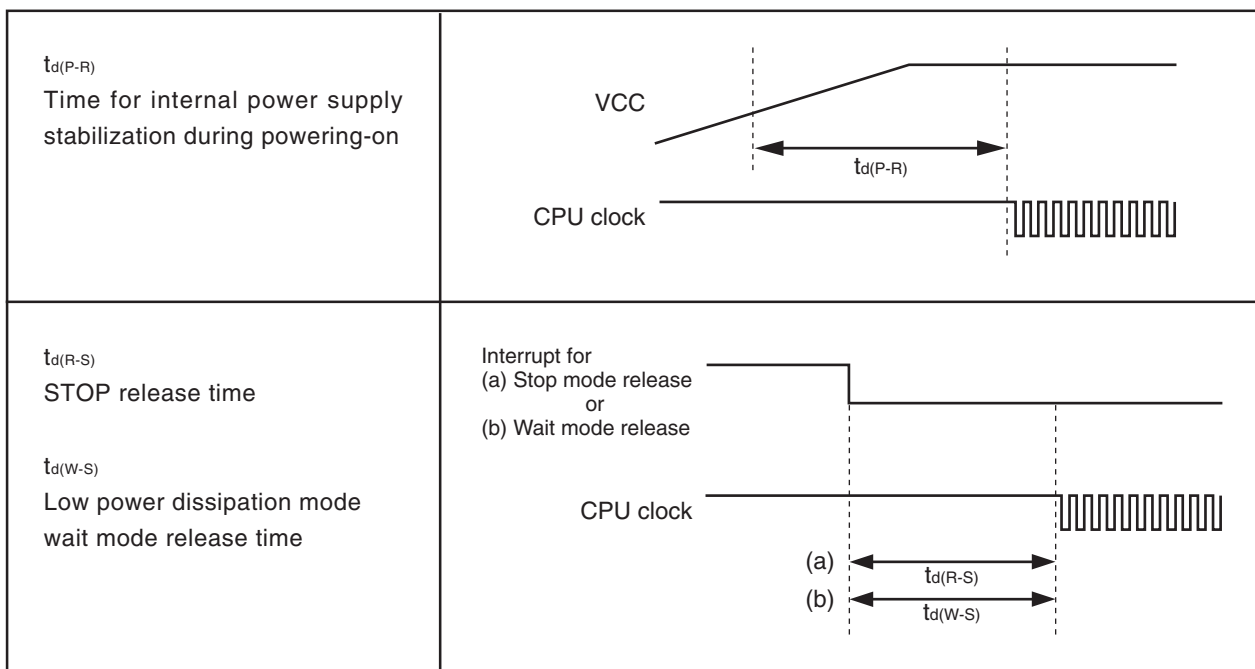 td(P-R)
Time for internal power supply
stabilization during powering-on
VCC
td(P-R)
CPU clock
td(R-S)
STOP release time
td(W-S)
Low power dissipation mode
wait mode release time
Interrupt for
(a) Stop mode release
or
(b) Wait mode release
CPU clock
(a)
td(R-S)
(b)
td(W-S)